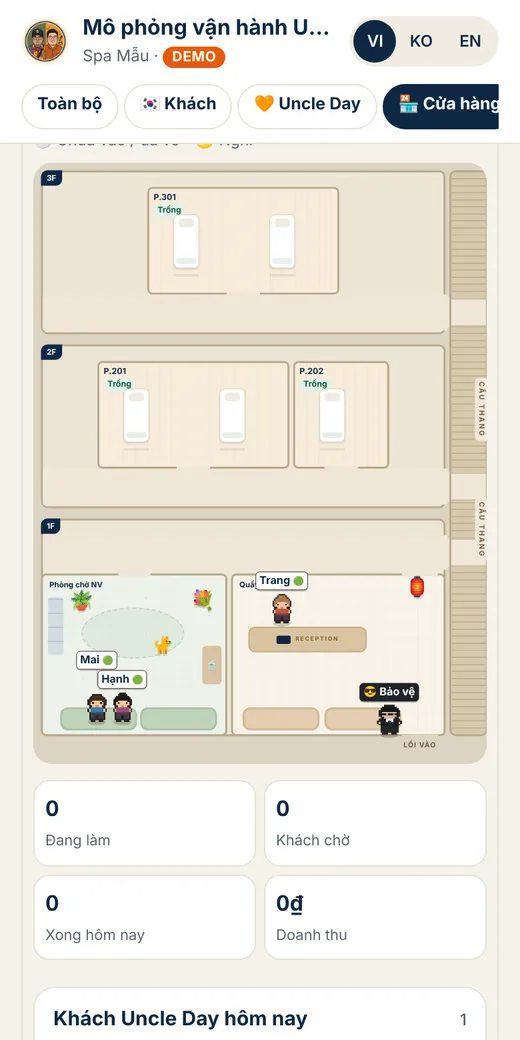 Mô phỏng vận hành U...
Spa Mẫu · DEMO
VI KO EN
Toàn bộ
Khách
Uncle Day
Cửa hàng
3F
P.301
Trống
2F
P.201
Trống
P.202
Trống
CẦU THANG
1F
CẦU THANG
Phòng chờ NV
Trang
RECEPTION
Mai
Hạnh
Bảo vệ
LỐI VÀO
0
Đang làm
0
Khách chờ
0
Xong hôm nay
0₫
Doanh thu
Khách Uncle Day hôm nay
1